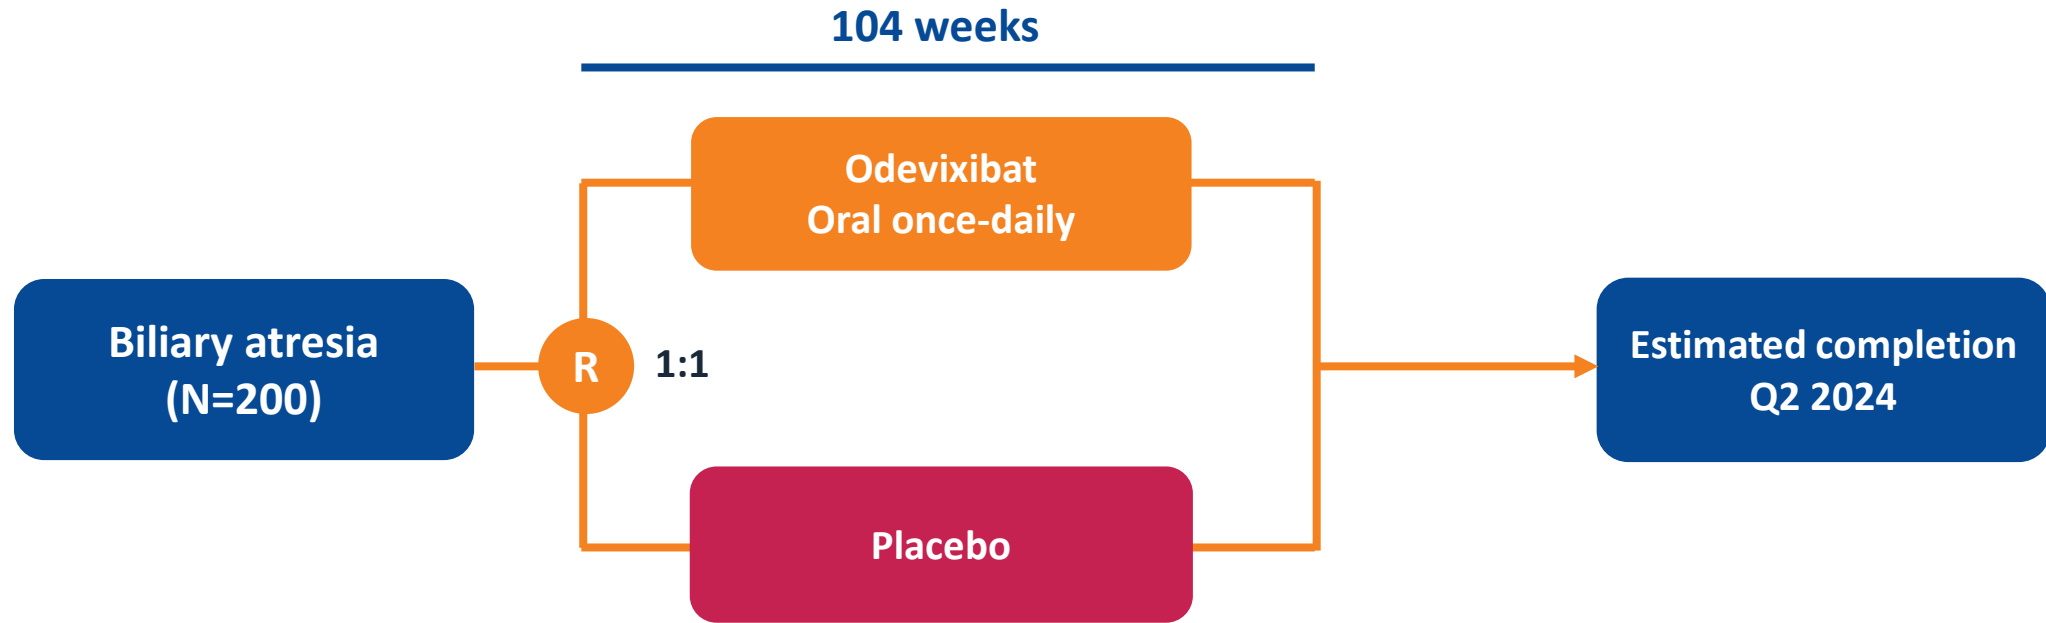 104 weeks
Odevixibat
Oral once-daily
Biliary atresia
(N=200)
R
1:1
Estimated completion
Q2 2024
Placebo